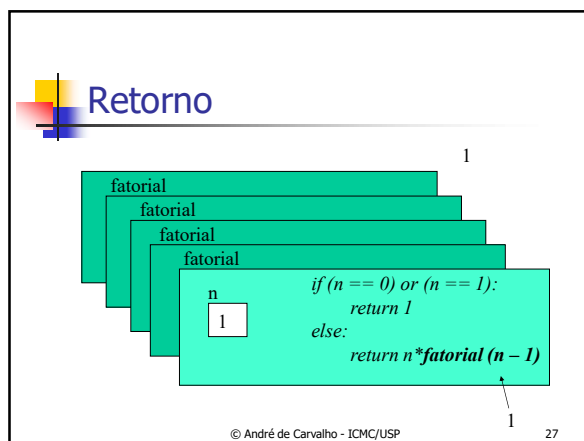 Retorno
1
fatorial
fatorial
fatorial
fatorial
n
1
if (n == 0) or (n == 1):
return 1
else:
return n*fatorial (n – 1)
1
© André de Carvalho - ICMC/USP
27